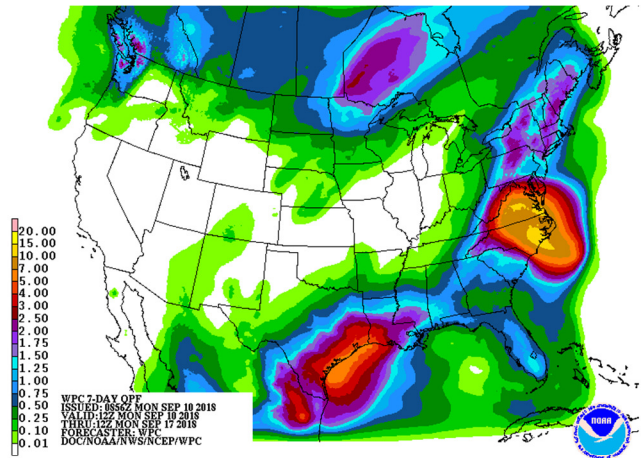 20.00
15.00
10.00
7.00
5.00
4.00
3.00
2.50
2.00
1.75
1.50
1.25
1.00
0.75
0.50
0.25
0.10
0.01
WPC 7-DAY QPF
ISSUED: 0856Z MON SEP 10 2018
VALID:12Z MON SEP 10 2018
THRU:12Z MON SEP 17 2018
FORECASTER: WPC
DOC/NOAA/NWS/NCEP/WPC
NOAA